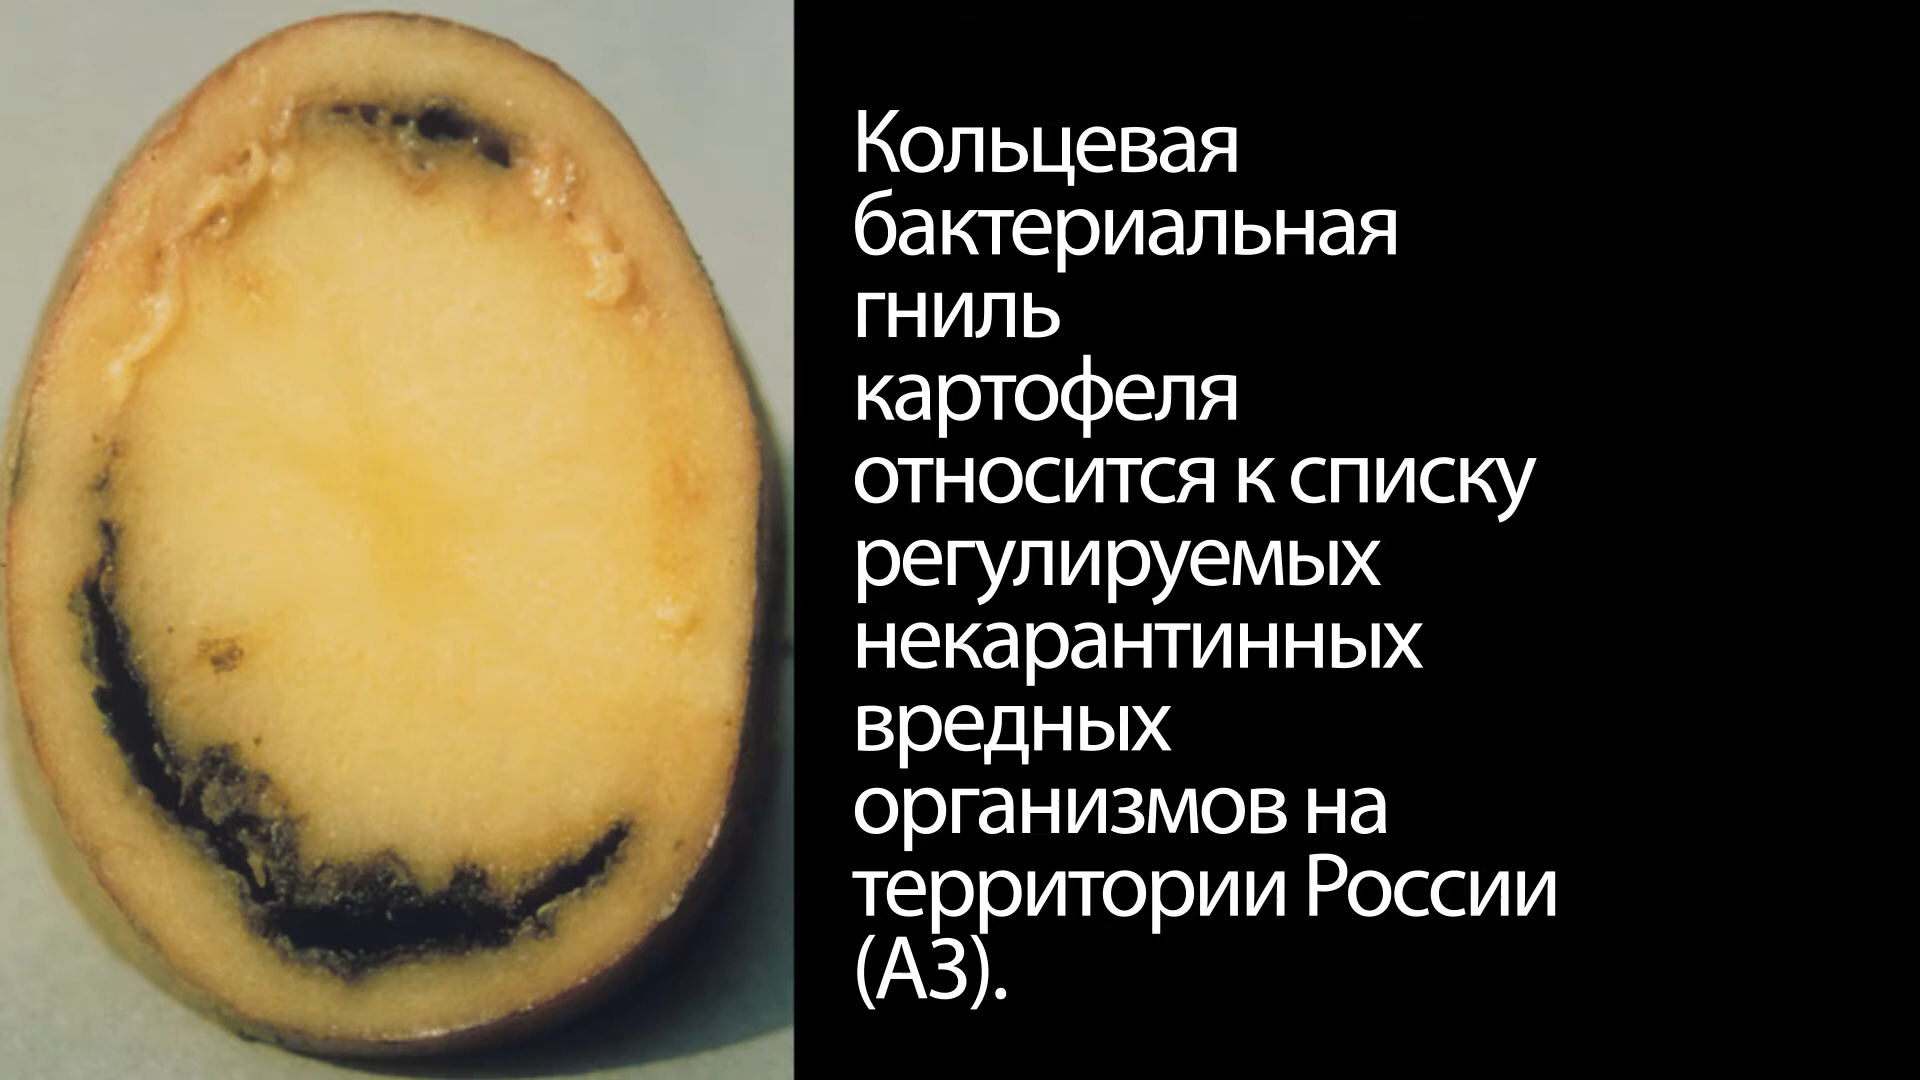 Кольцевая
бактериальная
гниль
картофеля
относится к списку
регулируемых
некарантинных
вредных
организмов на
территории России
(А3).